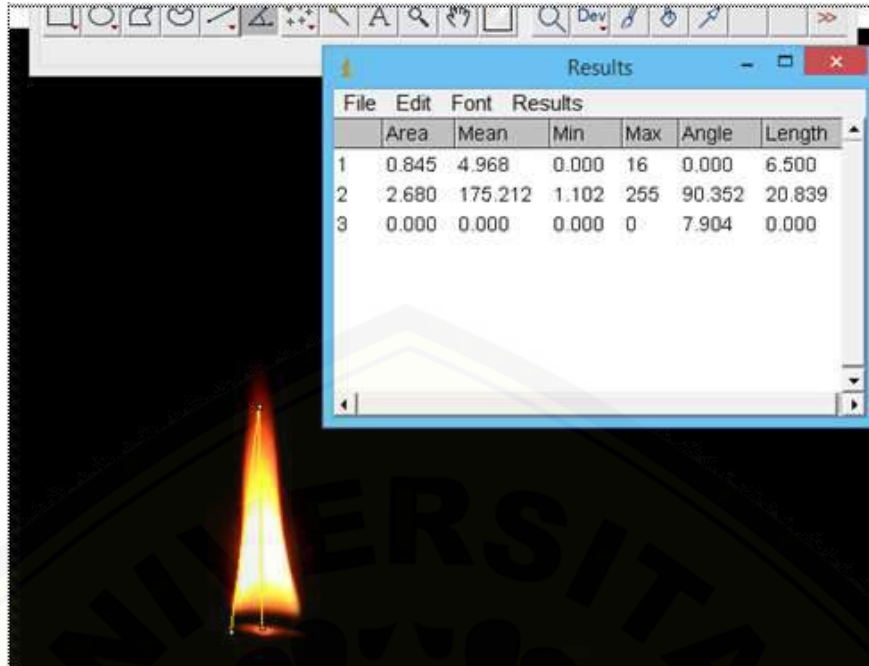 A Dev >>
Results
File Edit Font Results
Area Mean Min Max Angle Length
1 0.845 4.968 0.000 16 0.000 6.500
2 2.680 175.212 1.102 255 90.352 20.839
3 0.000 0.000 0.000 0 7.904 0.000
NIVERSITA